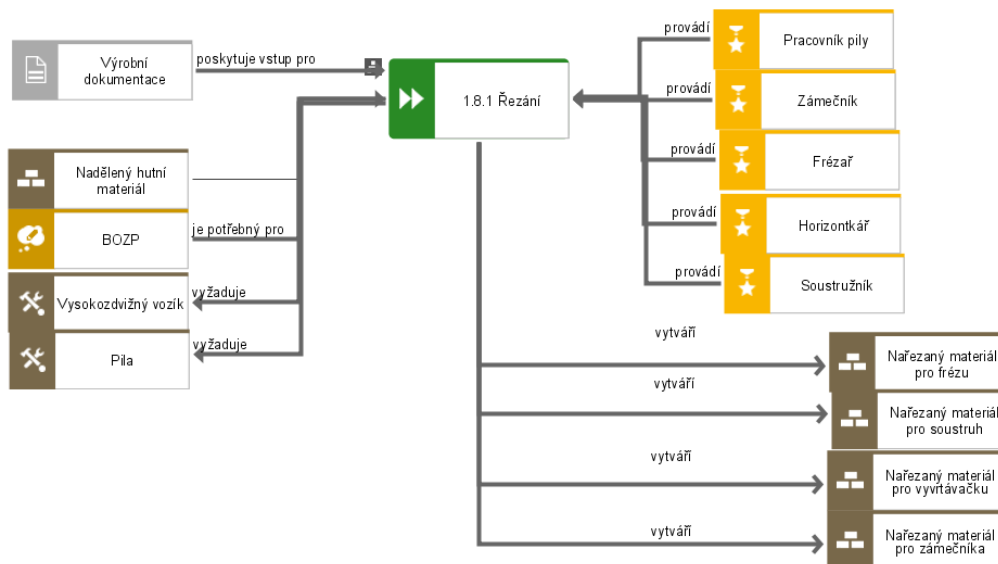 Výrobní
dokumentace
poskytuje vstup pro
1.8.1 Řezání
provádí
Pracovník pily
provádí
Zámečník
provádí
Frézař
provádí
Horizontkář
provádí
Soustružník
Nadělený hutní
materiál
BOZP
je potřebný pro
Vysokozdvižný vozík
vyžaduje
Pila
vyžaduje
vytváří
Nařezaný materiál
pro frézu
vytváří
Nařezaný materiál
pro soustruh
vytváří
Nařezaný materiál
pro vyvrtávačku
vytváří
Nařezaný materiál
pro zámečníka